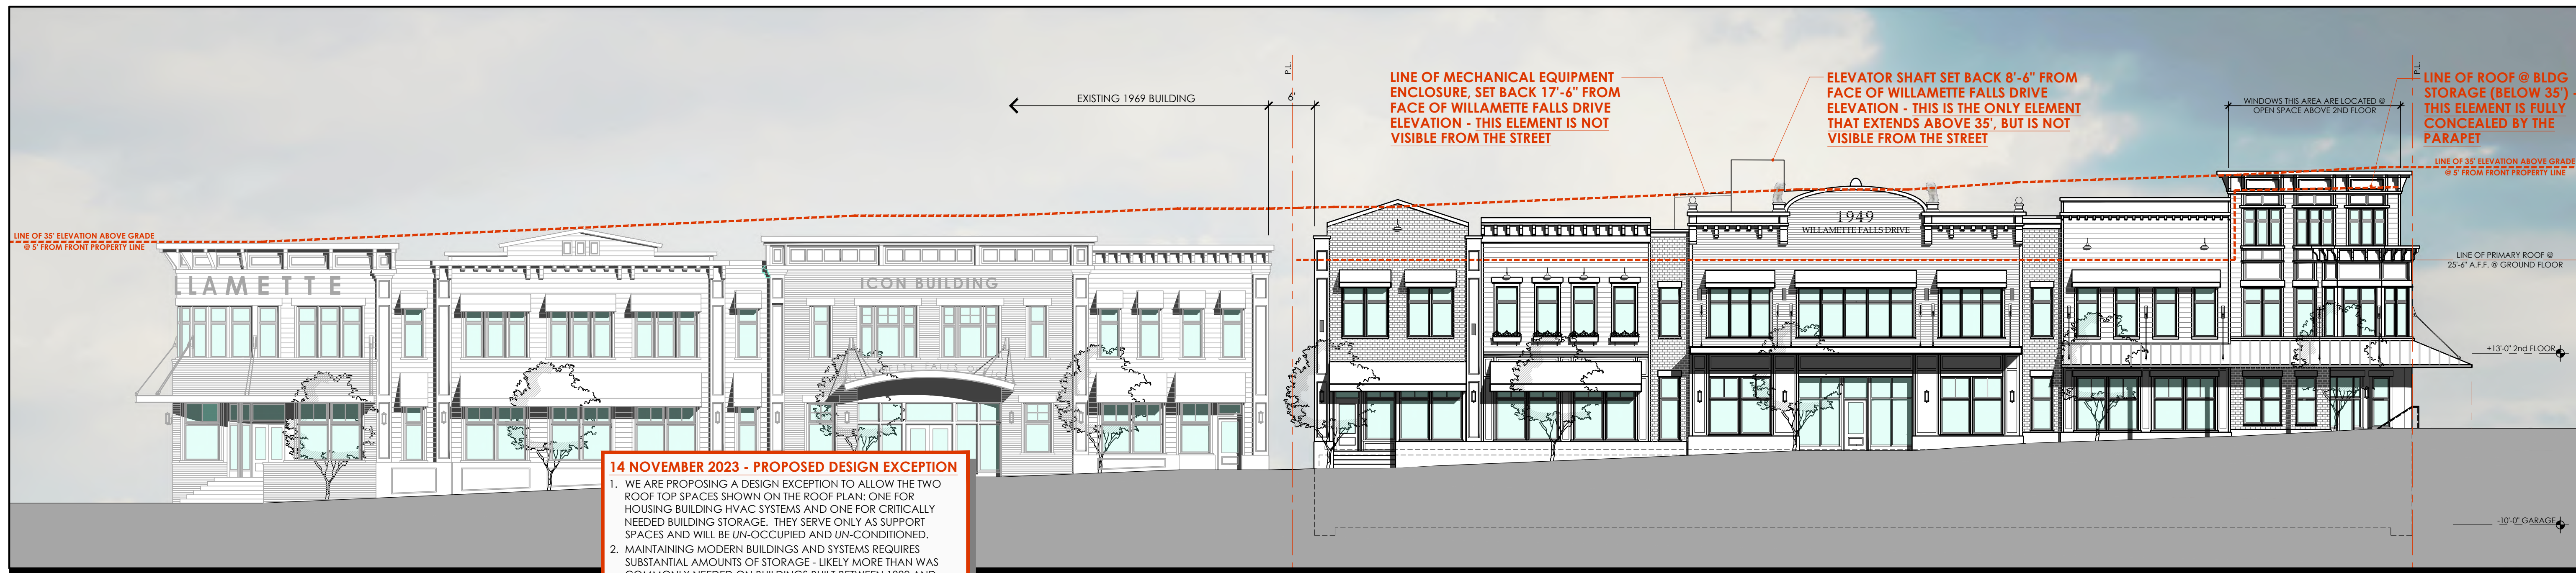 P.L.
EXISTING 1969 BUILDING
6'
LINE OF MECHANICAL EQUIPMENT
ENCLOSURE, SET BACK 17'-6" FROM
FACE OF WILLAMETTE FALLS DRIVE
ELEVATION - THIS ELEMENT IS NOT
VISIBLE FROM THE STREET
ELEVATOR SHAFT SET BACK 8'-6" FROM
FACE OF WILLAMETTE FALLS DRIVE
ELEVATION - THIS IS THE ONLY ELEMENT
THAT EXTENDS ABOVE 35', BUT IS NOT
VISIBLE FROM THE STREET
WINDOWS THIS AREA ARE LOCATED @
OPEN SPACE ABOVE 2ND FLOOR
P.L.
LINE OF ROOF @ BLDG
STORAGE (BELOW 35') -
THIS ELEMENT IS FULLY
CONCEALED BY THE
PARAPET
LINE OF 35' ELEVATION ABOVE GRADE
@ 5' FROM FRONT PROPERTY LINE
LINE OF 35' ELEVATION ABOVE GRADE
@ 5' FROM FRONT PROPERTY LINE
LLAMETTE
ICON BUILDING
1949
WILLAMETTE FALLS DRIVE
LINE OF PRIMARY ROOF @
25'-6" A.F.F. @ GROUND FLOOR
+13'-0" 2nd FLOOR
-10'-0" GARAGE
14 NOVEMBER 2023 - PROPOSED DESIGN EXCEPTION
1. WE ARE PROPOSING A DESIGN EXCEPTION TO ALLOW THE TWO
ROOF TOP SPACES SHOWN ON THE ROOF PLAN: ONE FOR
HOUSING BUILDING HVAC SYSTEMS AND ONE FOR CRITICALLY
NEEDED BUILDING STORAGE. THEY SERVE ONLY AS SUPPORT
SPACES AND WILL BE UN-OCCUPIED AND UN-CONDITIONED.
2. MAINTAINING MODERN BUILDINGS AND SYSTEMS REQUIRES
SUBSTANTIAL AMOUNTS OF STORAGE - LIKELY MORE THAN WAS